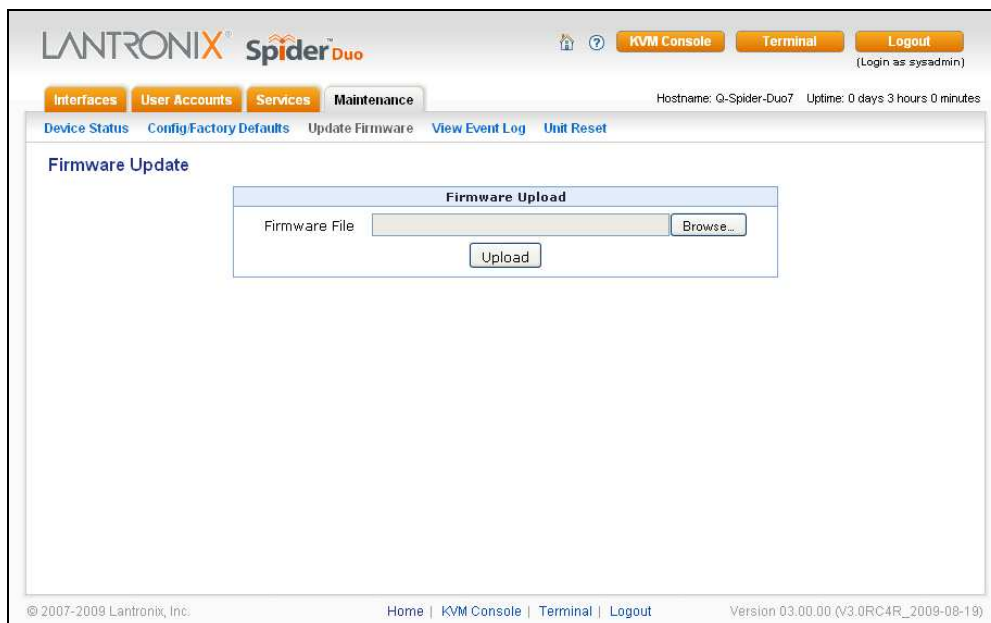 LANTRONIX® Spider™ Duo
? KVM Console Terminal Logout
(Login as sysadmin)
Interfaces User Accounts Services Maintenance
Hostname: Q-Spider-Duo7 Uptime: 0 days 3 hours 0 minutes
Device Status Config/Factory Defaults Update Firmware View Event Log Unit Reset
Firmware Update
Firmware Upload
Firmware File Browse...
Upload
© 2007-2009 Lantronix, Inc. Home | KVM Console | Terminal | Logout Version 03.00.00 (V3.0RC4R_2009-08-19)